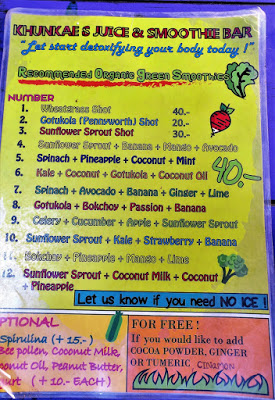 KHUNKAE'S JUICE & SMOOTHIE BAR
"Let start detoxifying your body today !"
Recommended Organic Green Smoothies
NUMBER
1. Wheatgrass Shot 40.-
2. Gotukola (Pennyworth) Shot 20.-
3. Sunflower Sprout Shot 30.-
4. Sunflower Sprout + Banana + Mango + Avocado
5. Spinach + Pineapple + Coconut + Mint
40.-
6. Kale + Coconut + Gotukola + Coconut Oil
7. Spinach + Avocado + Banana + Ginger + Lime
8. Gotukola + Bokchoy + Passion + Banana
9. Celery + Cucumber + Apple + Sunflower Sprout
10. Sunflower Sprout + Kale + Strawberry + Banana
11. Bokchoy + Pineapple + Mango + Lime
12. Sunflower Sprout + Coconut Milk + Coconut
+ Pineapple
Let us know if you need NO ICE !
PTIONAL
Spirulina (+ 15.-)
Bee pollen, Coconut Milk,
conut Oil, Peanut Butter,
urt (+ 10.- EACH)
FOR FREE !
If you would like to add
COCOA POWDER, GINGER
OR TUMERIC CINAMON